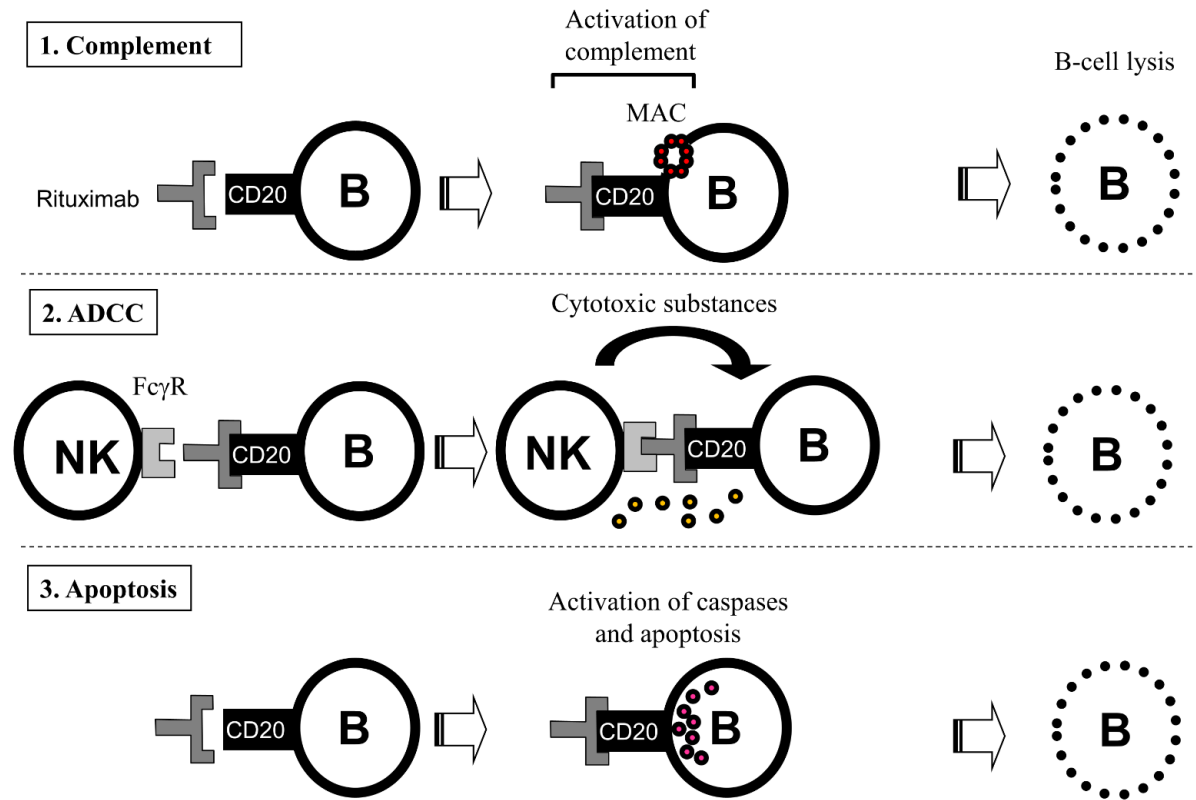 1. Complement
Activation of
complement
B-cell lysis
MAC
Rituximab
CD20
B
CD20
B
B
2. ADCC
Cytotoxic substances
FcγR
NK
CD20
B
NK
CD20
B
B
3. Apoptosis
Activation of caspases
and apoptosis
CD20
B
CD20
B
B